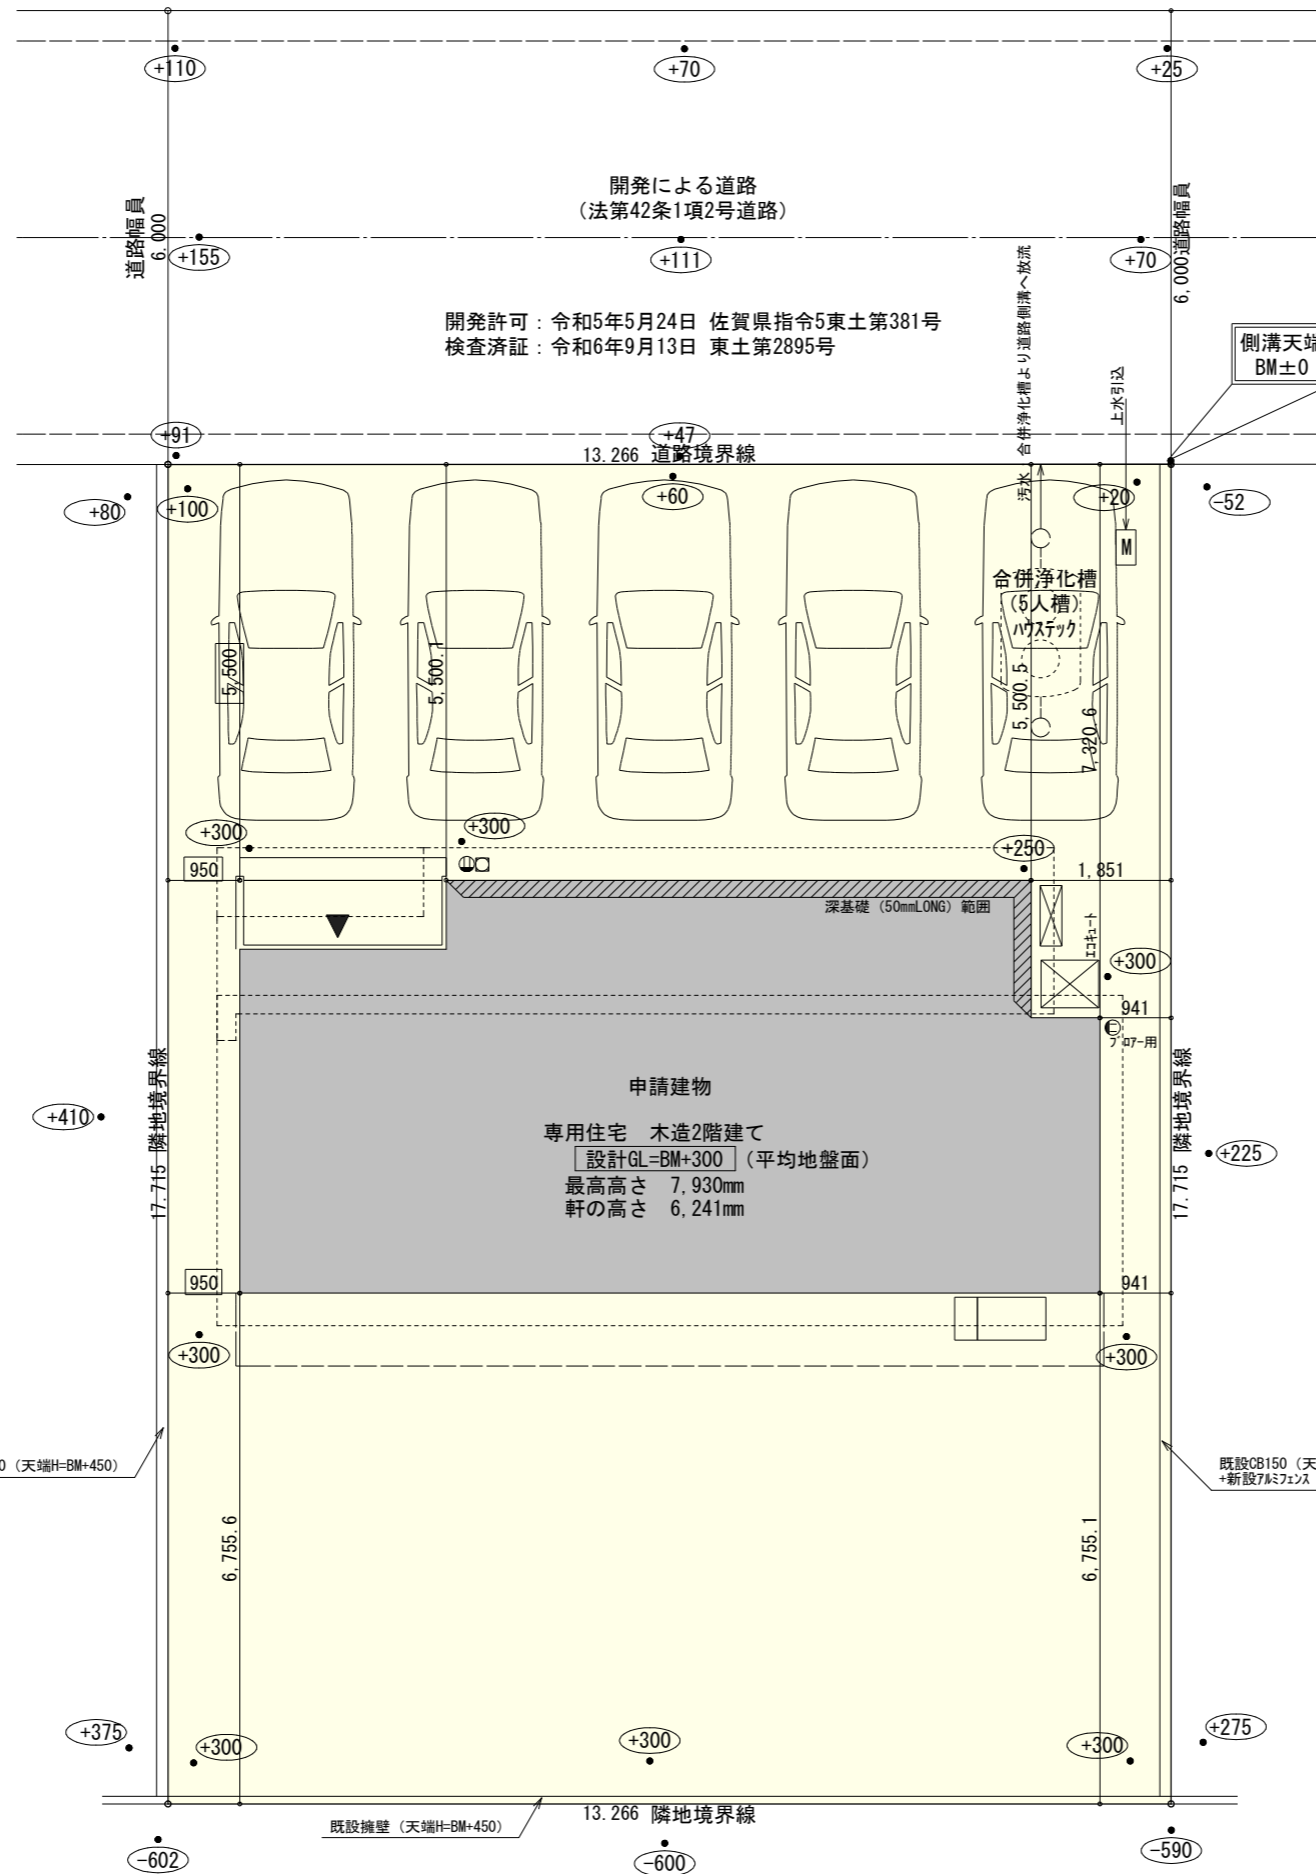 +110
+70
+25
開発による道路
(法第42条1項2号道路)
道路幅員
6.000
6,000道路幅員
+155
+111
+70
開発許可：令和5年5月24日 佐賀県指令5東土第381号
検査済証：令和6年9月13日 東土第2895号
汚水 合併浄化槽より道路側溝へ放流
上水引込
側溝天端
BM±0
+91
+47
13.266 道路境界線
+80
+100
+60
+20
-52
M
合併浄化槽
(5人槽)
ハウステック
5,500
5,500.1
5,500.5
7,320.6
+300
+300
+250
950
1,851
深基礎 (50mmLONG) 範囲
エコキュート
+300
941
ブロアー用
申請建物
専用住宅 木造2階建て
設計GL=BM+300 (平均地盤面)
最高高さ 7,930mm
軒の高さ 6,241mm
+410
17.715 隣地境界線
17.715 隣地境界線
+225
950
941
+300
+300
0 (天端H=BM+450)
既設CB150 (天
+新設アルミフェンス
6,755.6
6,755.1
+375
+300
+300
+300
+275
13.266 隣地境界線
既設擁壁 (天端H=BM+450)
-602
-600
-590